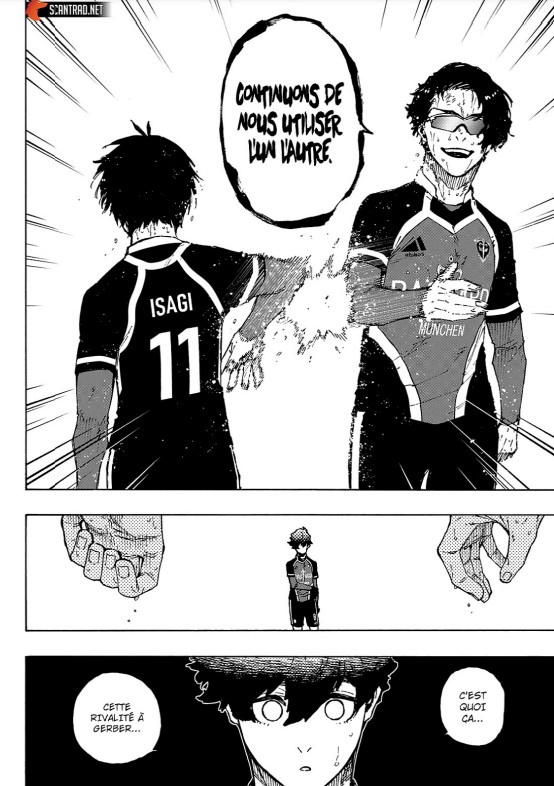 SCANTRAD.NET
CONTINUONS DE
NOUS UTILISER
L'UN L'AUTRE.
ISAGI
11
MÜNCHEN
CETTE
RIVALITÉ À
GERBER...
C'EST
QUOI
ÇA...